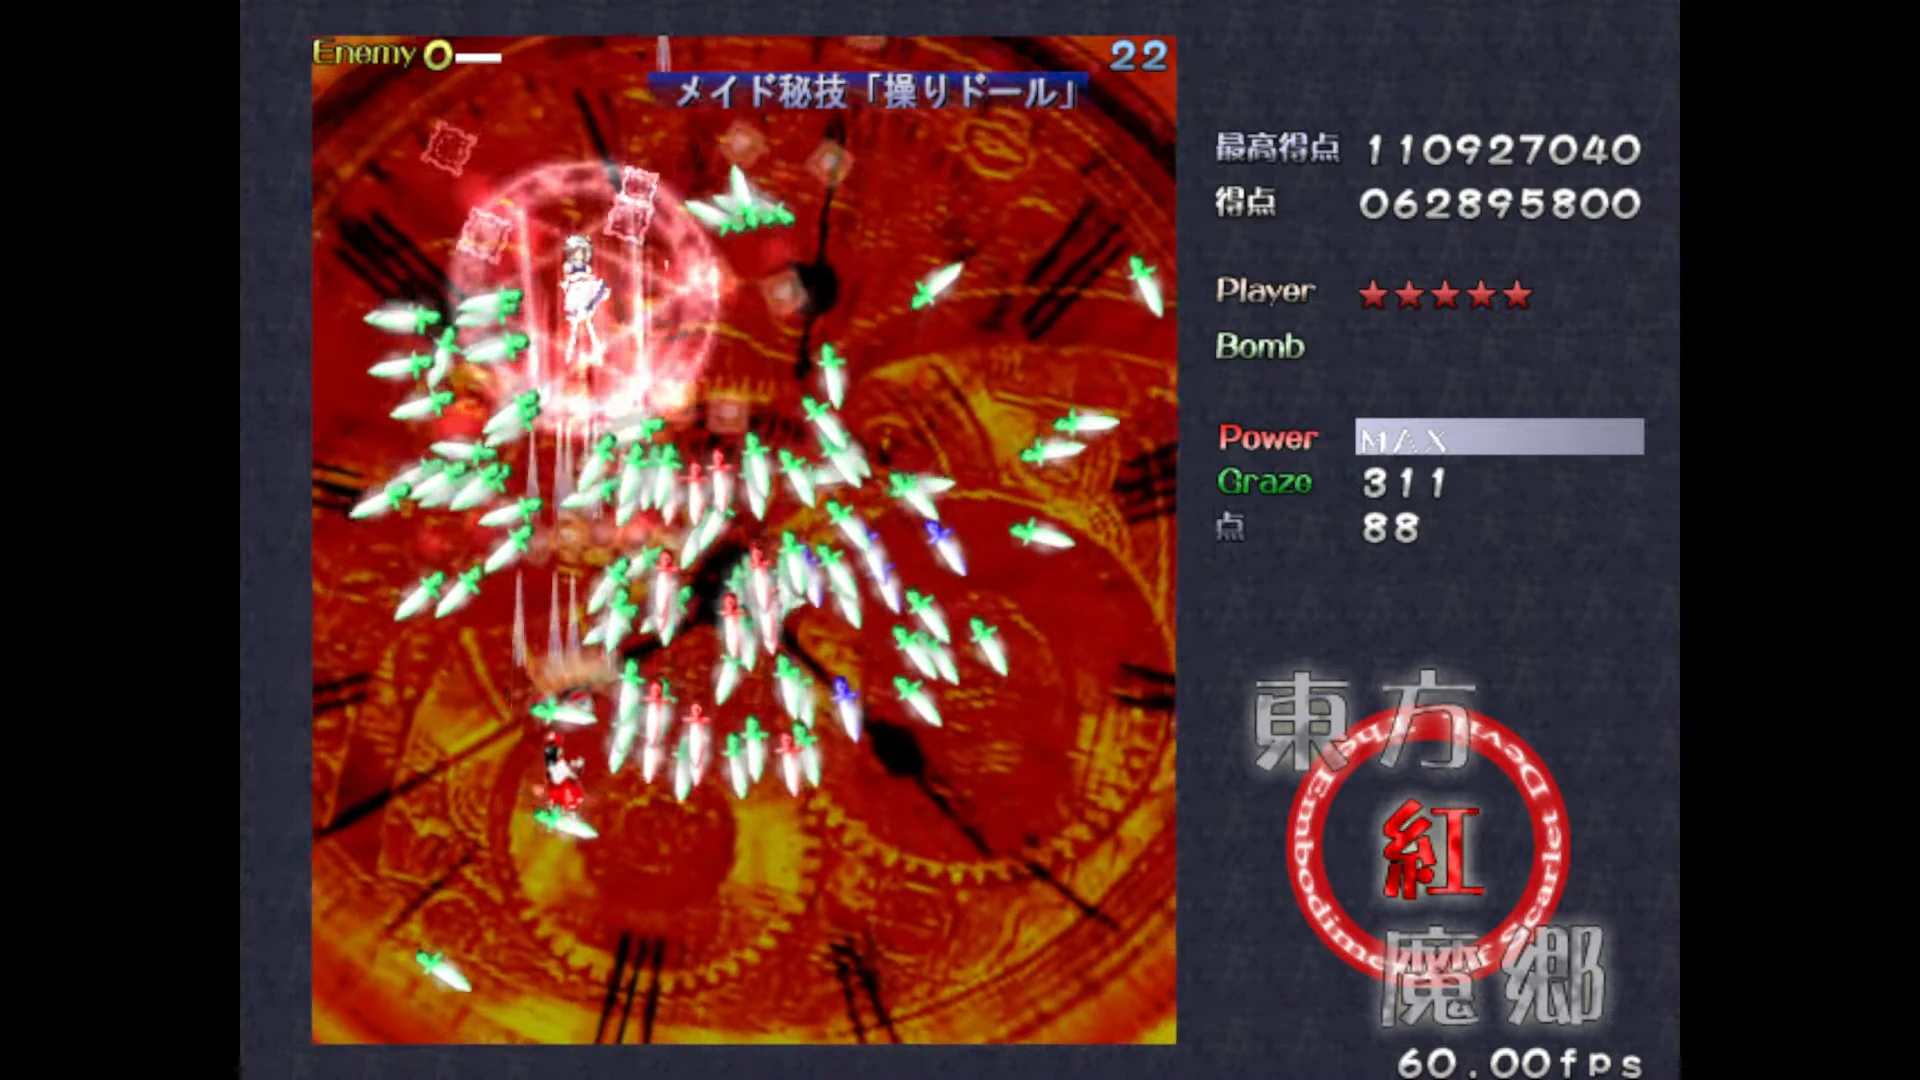 Enemy 0
22
メイド秘技「操りドール」
最高得点 110927040
得点 062895800
Player ★★★★★
Bomb
Power MAX
Graze 311
点 88
東方
紅
魔郷
the Embodiment of Scarlet Devil
60.00fps